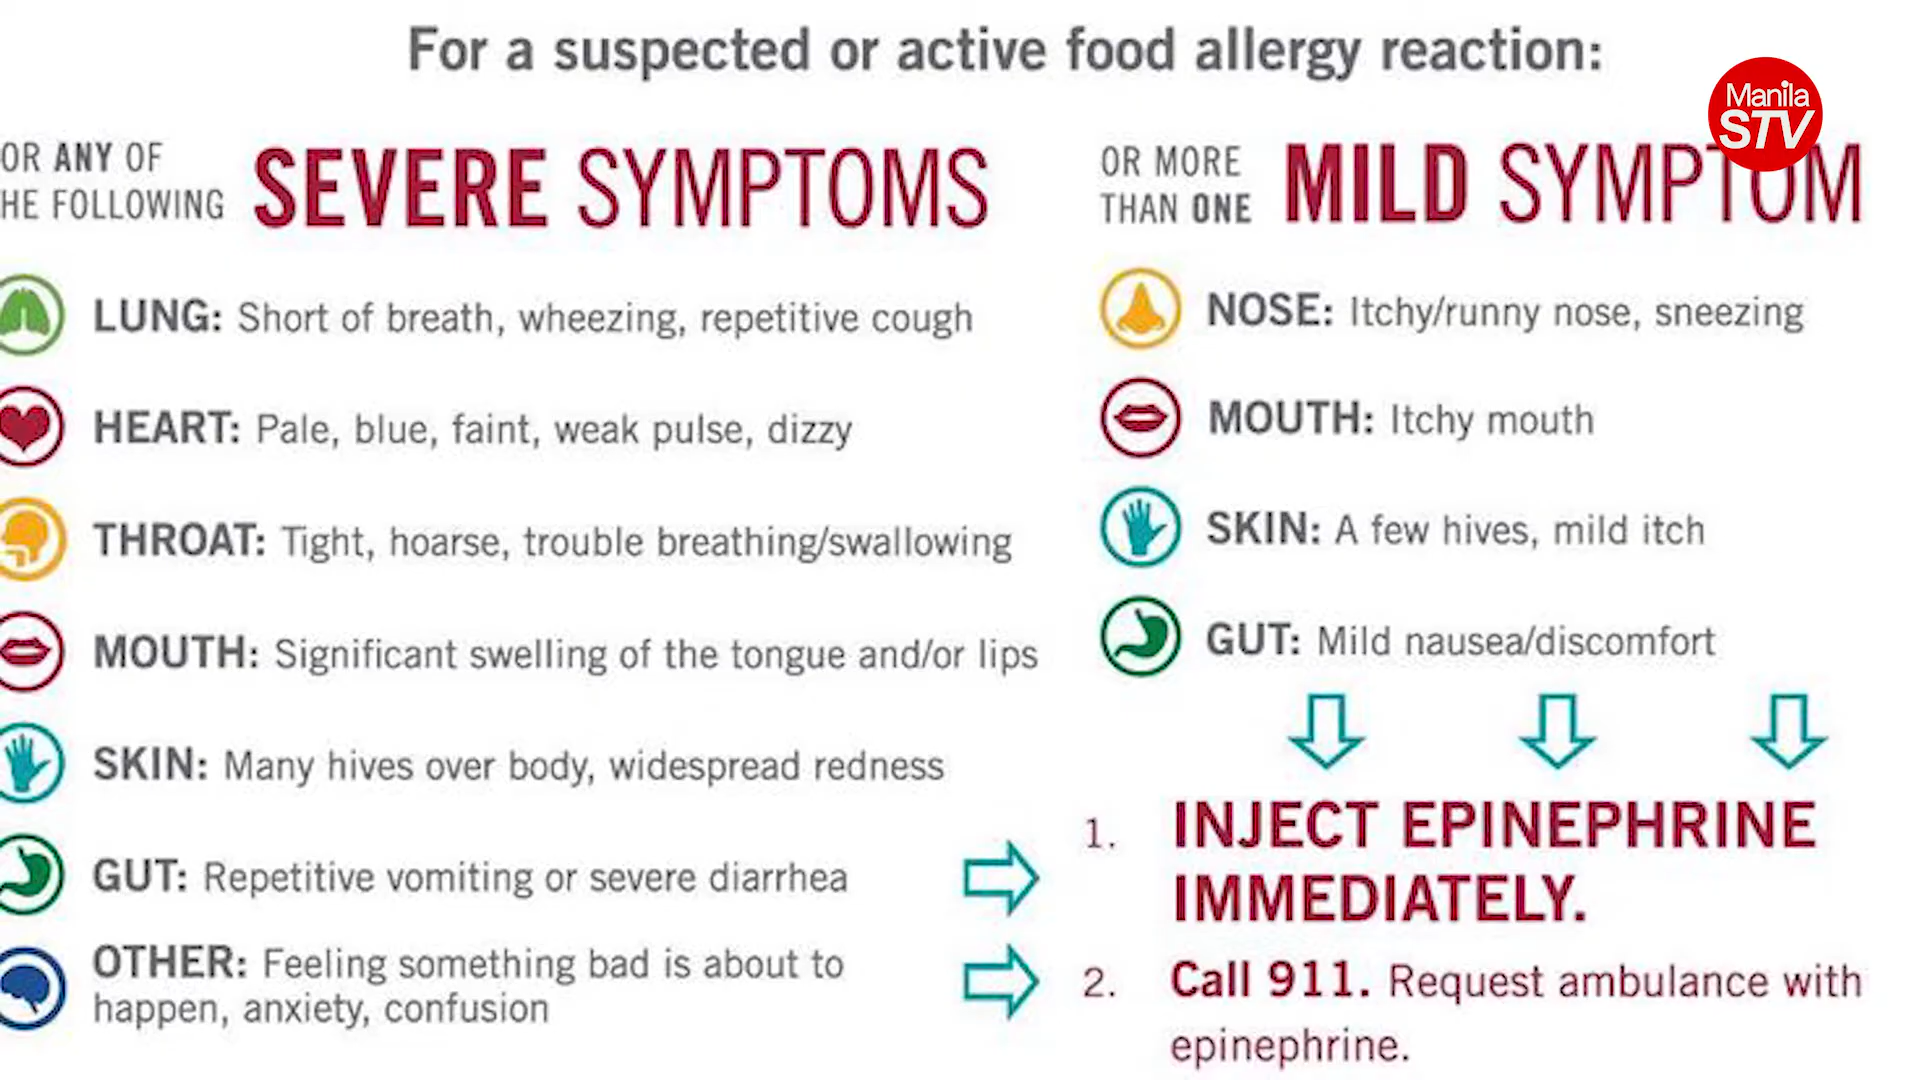 For a suspected or active food allergy reaction:
Manila
STV
OR ANY OF
HE FOLLOWING
SEVERE SYMPTOMS
LUNG: Short of breath, wheezing, repetitive cough
HEART: Pale, blue, faint, weak pulse, dizzy
THROAT: Tight, hoarse, trouble breathing/swallowing
MOUTH: Significant swelling of the tongue and/or lips
SKIN: Many hives over body, widespread redness
GUT: Repetitive vomiting or severe diarrhea
OTHER: Feeling something bad is about to
happen, anxiety, confusion
OR MORE
THAN ONE
MILD SYMPTOM
NOSE: Itchy/runny nose, sneezing
MOUTH: Itchy mouth
SKIN: A few hives, mild itch
GUT: Mild nausea/discomfort
1. INJECT EPINEPHRINE
IMMEDIATELY.
2. Call 911. Request ambulance with
epinephrine.